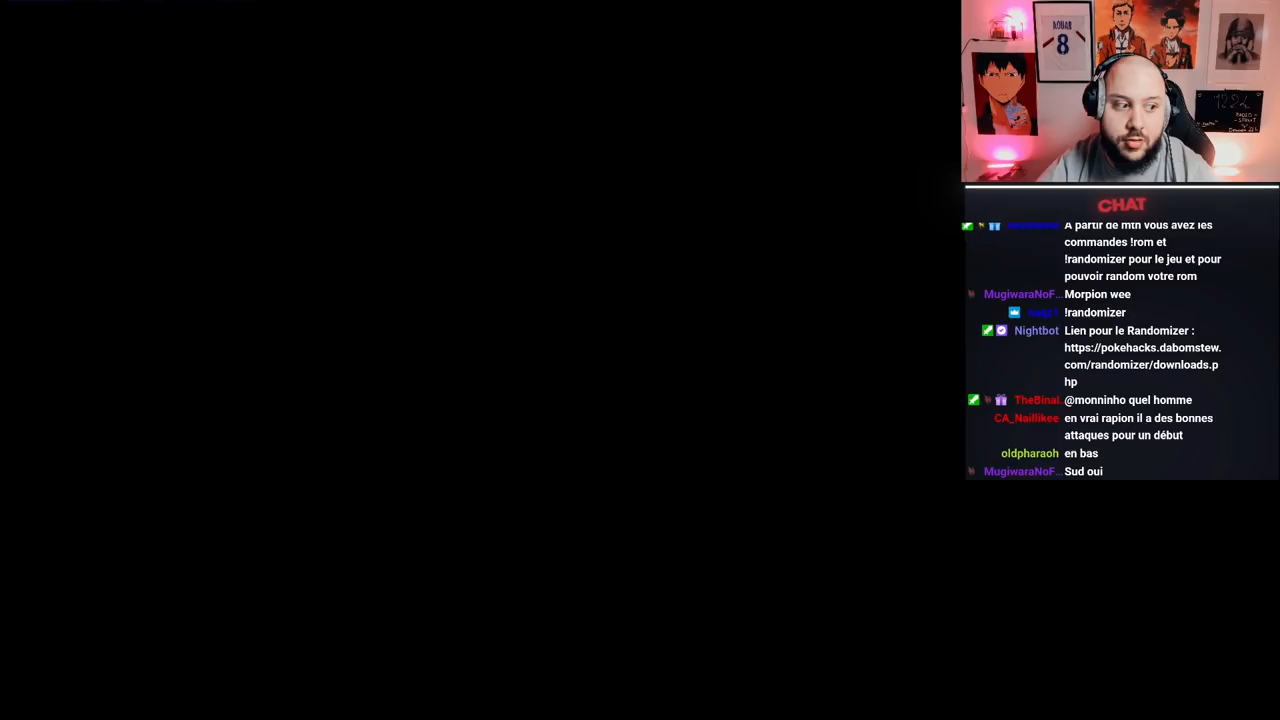 AOUAR
8
CHAT
A partir de mtn vous avez les
commandes !rom et
!randomizer pour le jeu et pour
pouvoir random votre rom
MugiwaraNoF... Morpion wee
!randomizer
Nightbot Lien pour le Randomizer :
https://pokehacks.dabomstew.
com/randomizer/downloads.p
hp
TheBinal.. @monninho quel homme
CA_Naillikee en vrai rapion il a des bonnes
attaques pour un début
oldpharaoh en bas
MugiwaraNoF... Sud oui